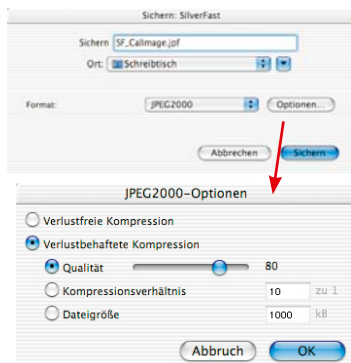 Sichern: SilverFast
Sichern SF_CalImage.jpf
Ort: Schreibtisch
Format: JPEG2000 Optionen...
Abbrechen Sichern
JPEG2000-Optionen
Verlustfreie Kompression
Verlustbehaftete Kompression
Qualität 80
Kompressionsverhältnis 10 zu 1
Dateigröße 1000 kB
Abbruch OK